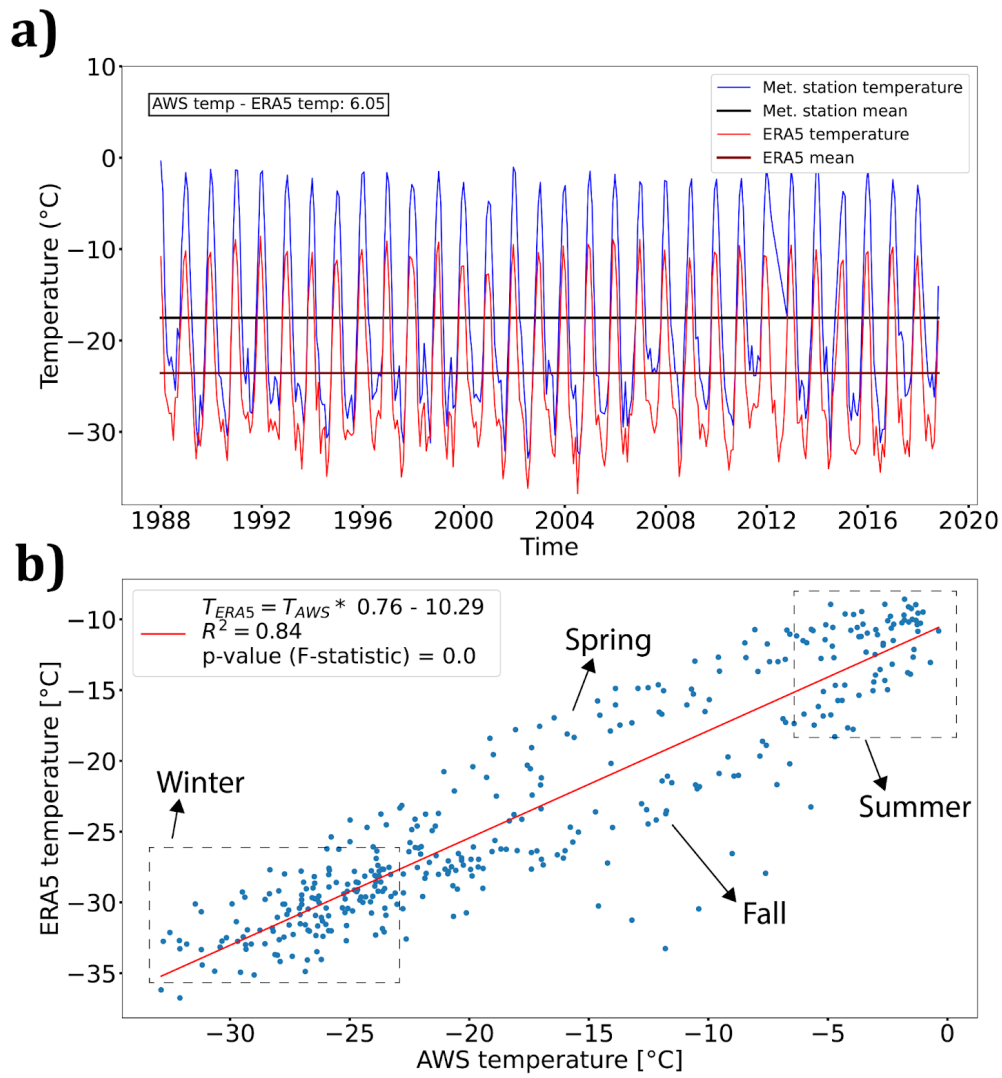 a)
10
0
−10
−20
−30
Temperature (°C)
AWS temp - ERA5 temp: 6.05
Met. station temperature
Met. station mean
ERA5 temperature
ERA5 mean
1988 1992 1996 2000 2004 2008 2012 2016 2020
Time
b)
−10
−15
−20
−25
−30
−35
ERA5 temperature [°C]
T_ERA5 = T_AWS * 0.76 - 10.29
R² = 0.84
p-value (F-statistic) = 0.0
Spring
Winter
Summer
Fall
−30 −25 −20 −15 −10 −5 0
AWS temperature [°C]